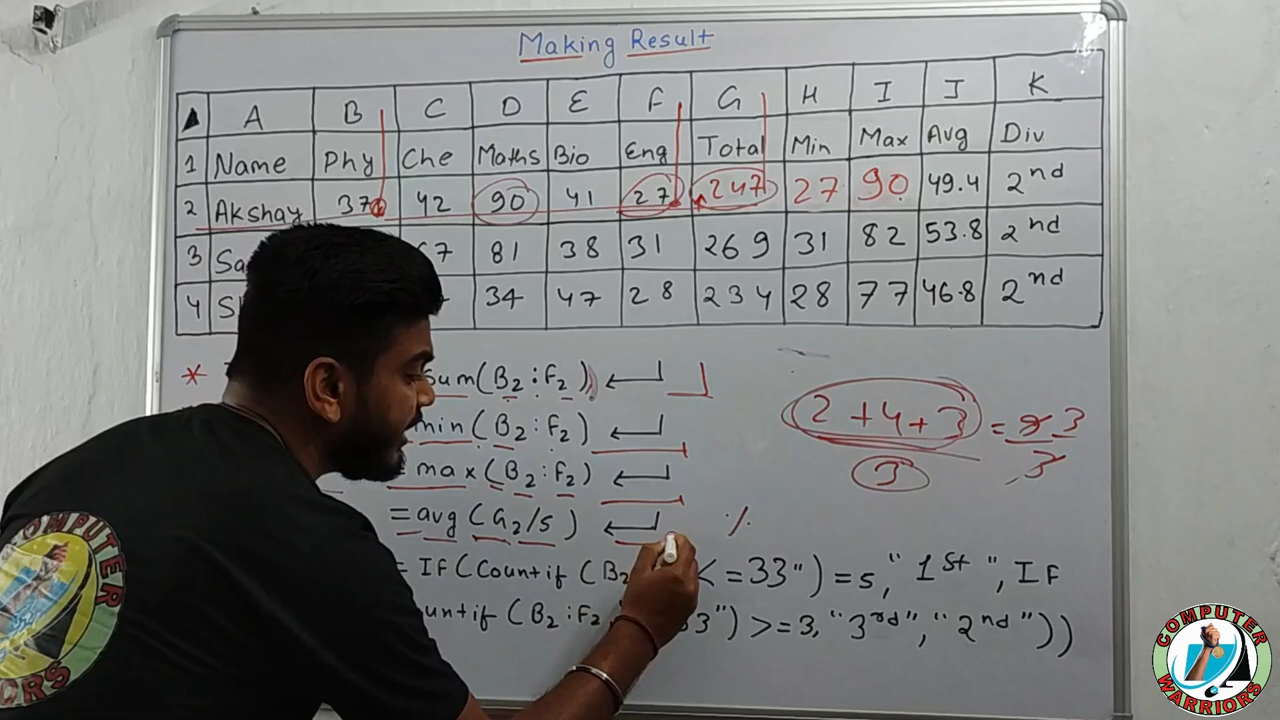 Making Result
A B C D E F G H I J K
1 Name Phy Che Maths Bio Eng Total Min Max Avg Div
2 Akshay 37 42 90 41 27 247 27 90 49.4 2nd
3 Sa 67 81 38 31 269 31 82 53.8 2nd
4 34 47 28 234 28 77 46.8 2nd
* sum(B2:F2)
min(B2:F2)
= max(B2:F2)
=avg(G2/5)
= IF(Countif(B2 <=33")=5,"1st",IF
ountif(B2:F2, 33")>=3,"3rd","2nd"))
2+4+3 = 3
3
%
COMPUTER
WARRIORS
COMPUTER
ORS